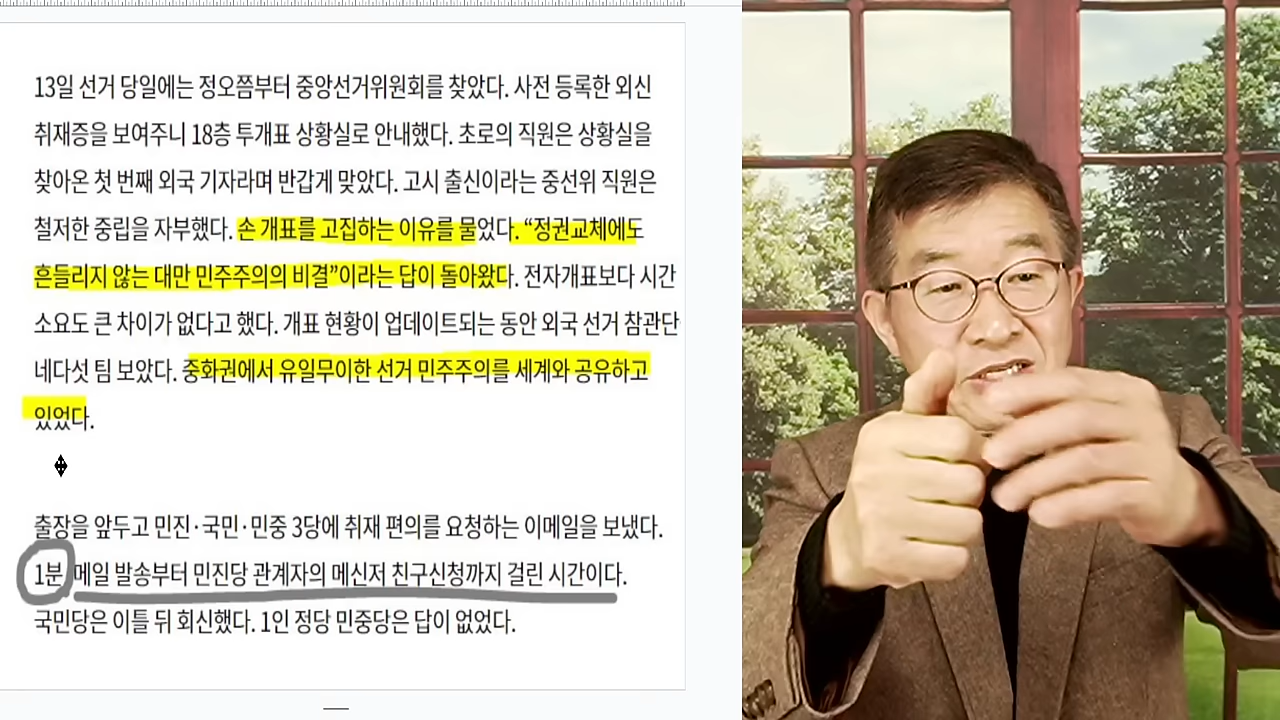 13일 선거 당일에는 정오쯤부터 중앙선거위원회를 찾았다. 사전 등록한 외신
취재증을 보여주니 18층 투개표 상황실로 안내했다. 초로의 직원은 상황실을
찾아온 첫 번째 외국 기자라며 반갑게 맞았다. 고시 출신이라는 중선위 직원은
철저한 중립을 자부했다. 손 개표를 고집하는 이유를 물었다. “정권교체에도
흔들리지 않는 대만 민주주의의 비결”이라는 답이 돌아왔다. 전자개표보다 시간
소요도 큰 차이가 없다고 했다. 개표 현황이 업데이트되는 동안 외국 선거 참관단
네다섯 팀 보았다. 중화권에서 유일무이한 선거 민주주의를 세계와 공유하고
있었다.
출장을 앞두고 민진·국민·민중 3당에 취재 편의를 요청하는 이메일을 보냈다.
1분. 메일 발송부터 민진당 관계자의 메신저 친구신청까지 걸린 시간이다.
국민당은 이틀 뒤 회신했다. 1인 정당 민중당은 답이 없었다.